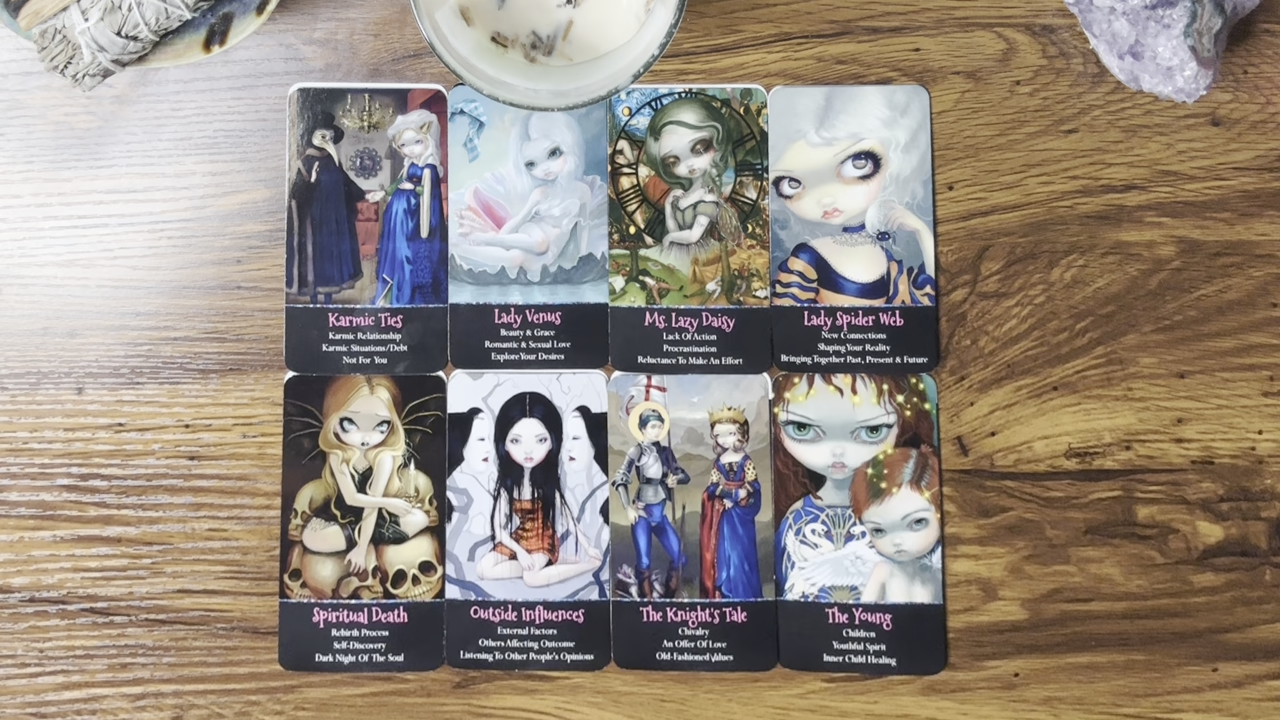 Karmic Ties
Karmic Relationship
Karmic Situations/Debt
Not For You
Lady Venus
Beauty & Grace
Romantic & Sexual Love
Explore Your Desires
Ms. Lazy Daisy
Lack Of Action
Procrastination
Reluctance To Make An Effort
Lady Spider Web
New Connections
Shaping Your Reality
Bringing Together Past, Present & Future
Spiritual Death
Rebirth Process
Self-Discovery
Dark Night Of The Soul
Outside Influences
External Factors
Others Affecting Outcome
Listening To Other People's Opinions
The Knight's Tale
Chivalry
An Offer Of Love
Old-Fashioned Values
The Young
Children
Youthful Spirit
Inner Child Healing